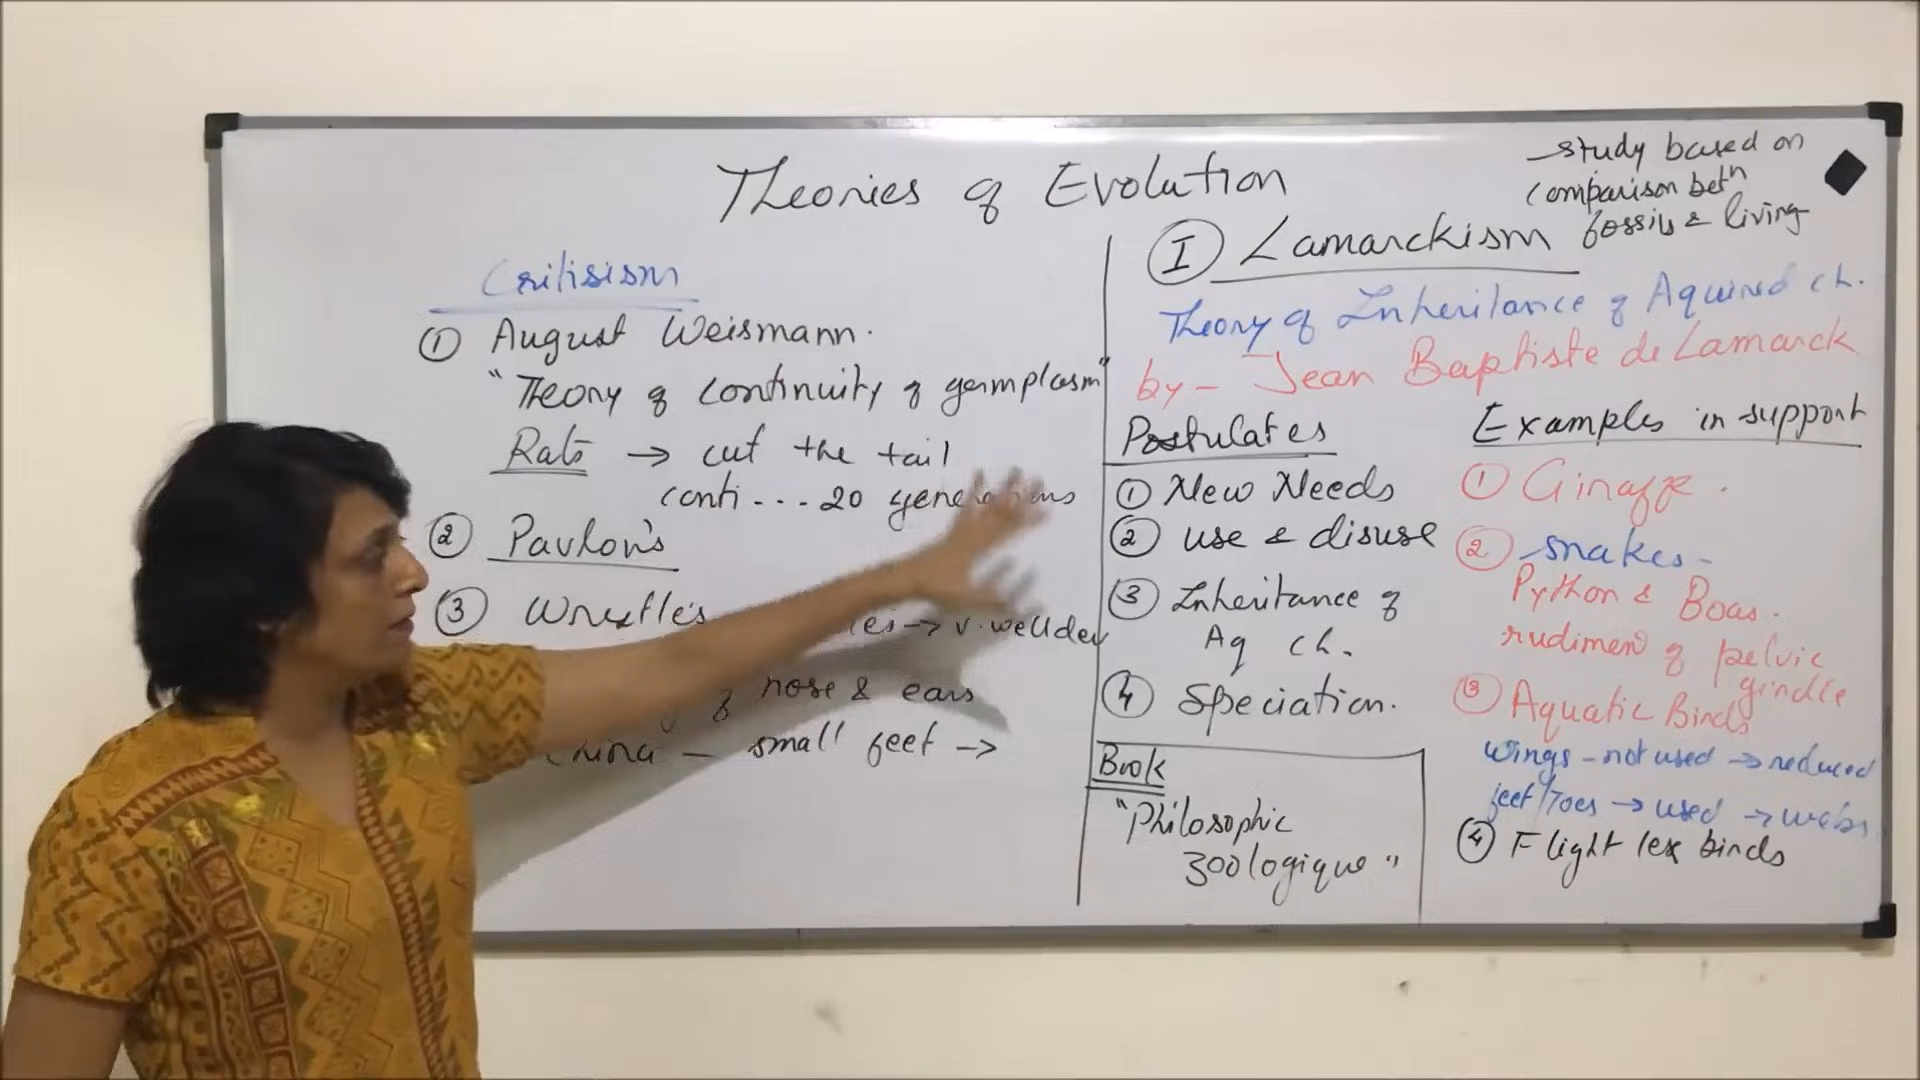 Theories of Evolution
Critisism
① August Weismann.
"Theory of continuity of germplasm"
Rats → cut the tail
conti ... 20 generations
② Pavlov's
③ Wrestle's → v. well dev
nose & ears
China — small feet →
—study based on
comparison betn
fossils & living
I Lamarckism
Theory of Inheritance of Aquired ch.
by — Jean Baptiste de Lamarck
Postulates
① New Needs
② use & disuse
③ Inheritance of
Aq ch.
④ Speciation.
Book
"Philosophic
zoologique"
Examples in support
① Giraffe.
② snakes —
Python & Boas.
rudimen of pelvic
girdle
③ Aquatic Birds
wings — not used → reduced
feet/Toes → used → webs
④ Flight less birds